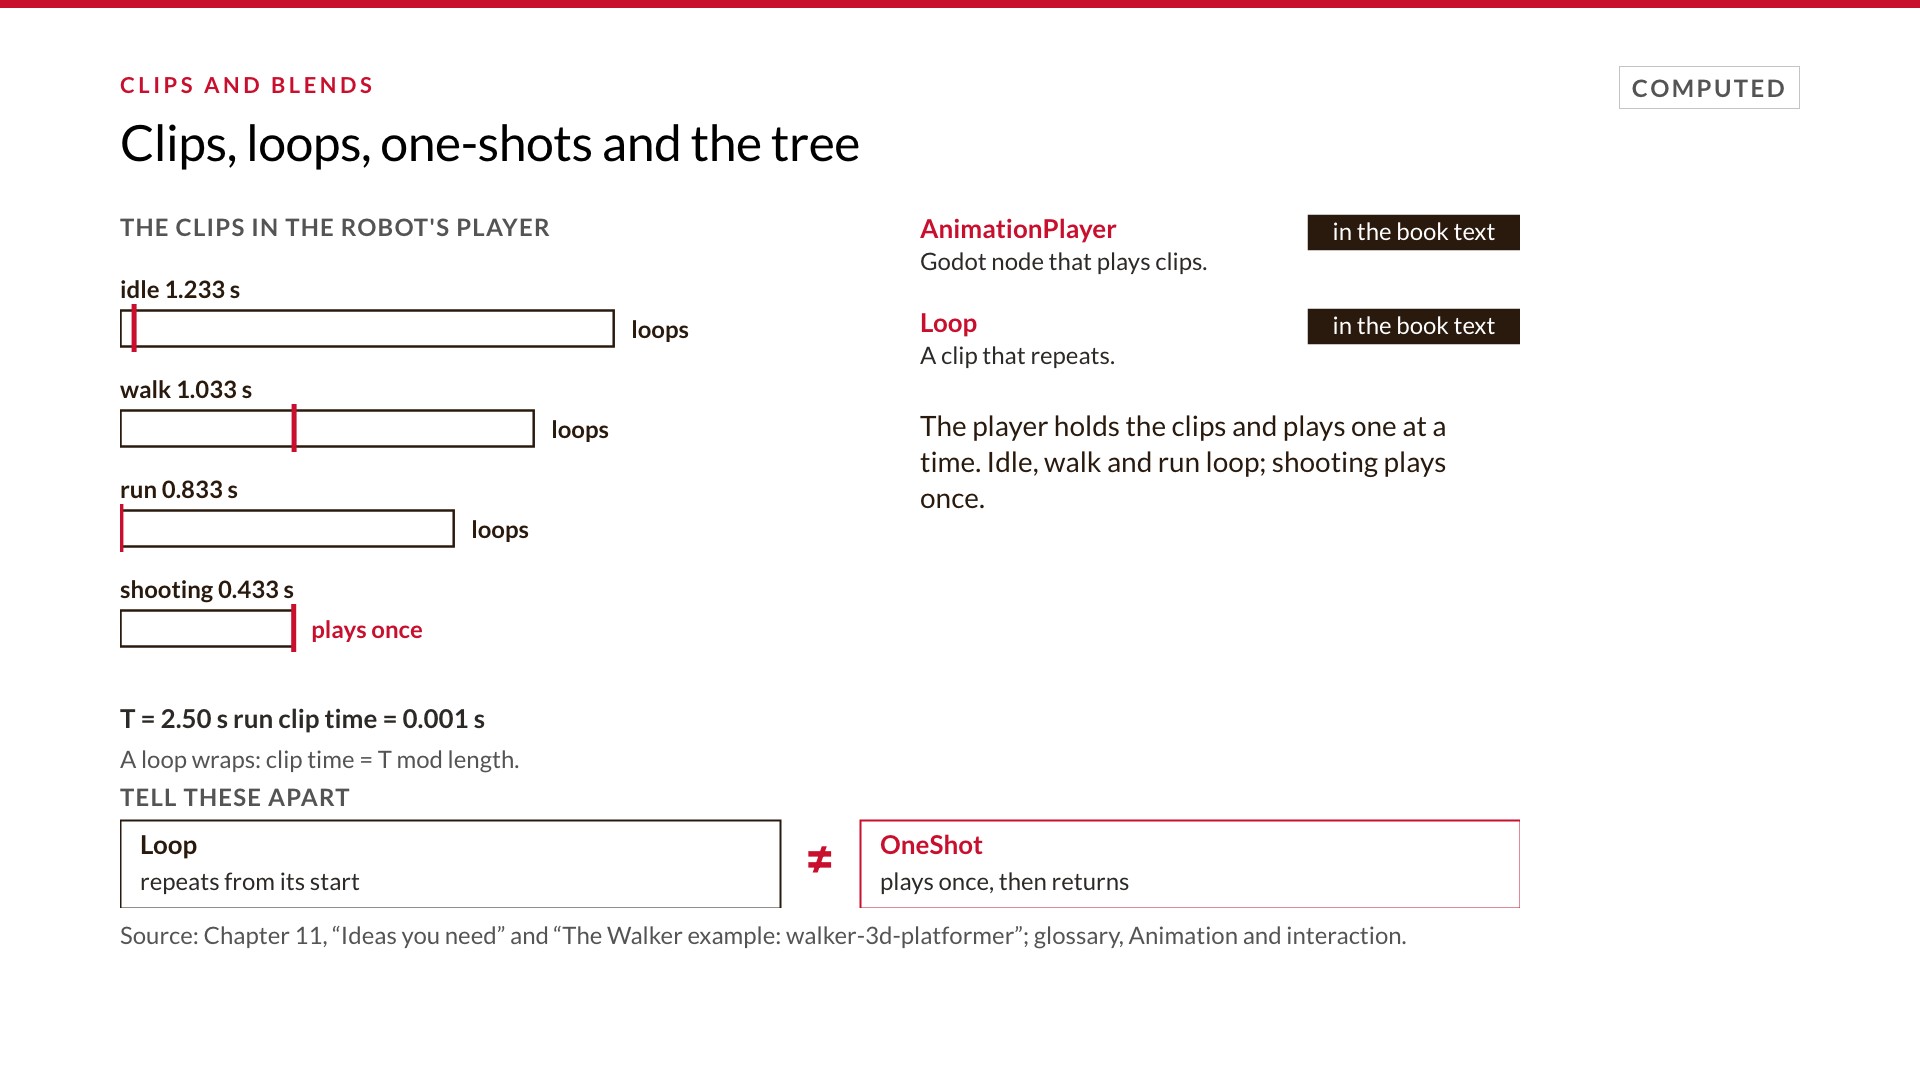 CLIPS AND BLENDS
COMPUTED
Clips, loops, one-shots and the tree
THE CLIPS IN THE ROBOT'S PLAYER
idle 1.233 s
loops
walk 1.033 s
loops
run 0.833 s
loops
shooting 0.433 s
plays once
T = 2.50 s run clip time = 0.001 s
A loop wraps: clip time = T mod length.
AnimationPlayer
in the book text
Godot node that plays clips.
Loop
in the book text
A clip that repeats.
The player holds the clips and plays one at a
time. Idle, walk and run loop; shooting plays
once.
TELL THESE APART
Loop
repeats from its start
≠
OneShot
plays once, then returns
Source: Chapter 11, “Ideas you need” and “The Walker example: walker-3d-platformer”; glossary, Animation and interaction.